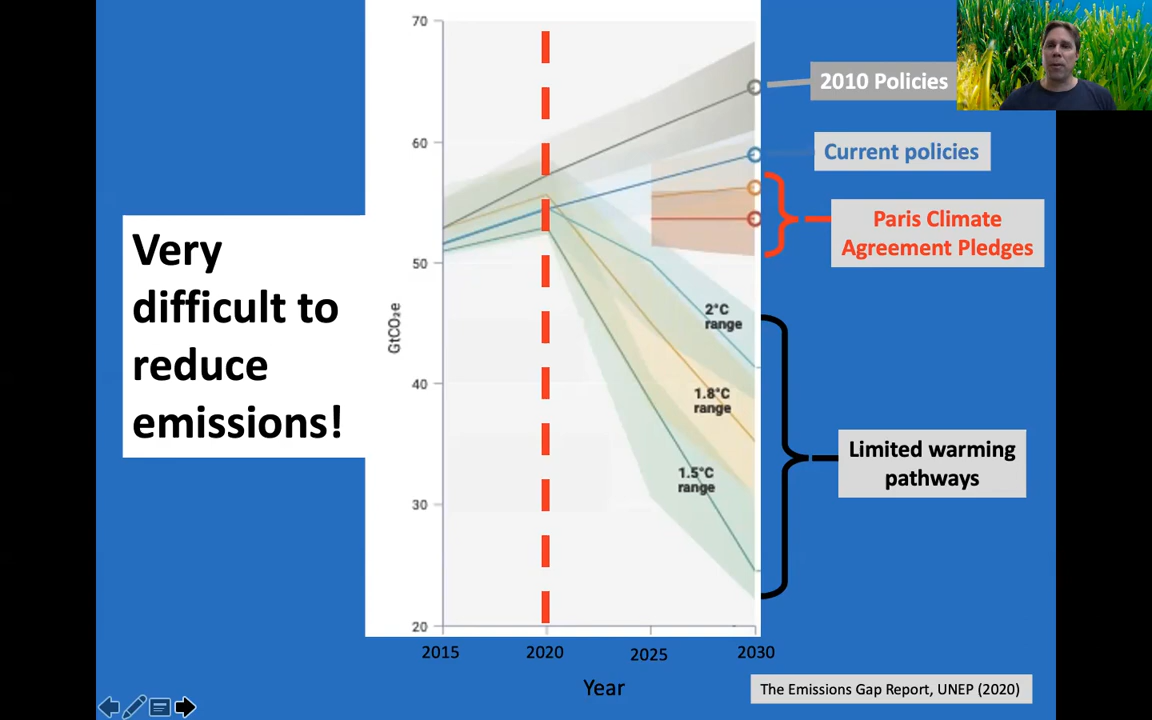 Very
difficult to
reduce
emissions!
70
60
50
40
30
20
GtCO₂e
2°C
range
1.8°C
range
1.5°C
range
2015
2020
2025
2030
Year
2010 Policies
Current policies
Paris Climate
Agreement Pledges
Limited warming
pathways
The Emissions Gap Report, UNEP (2020)